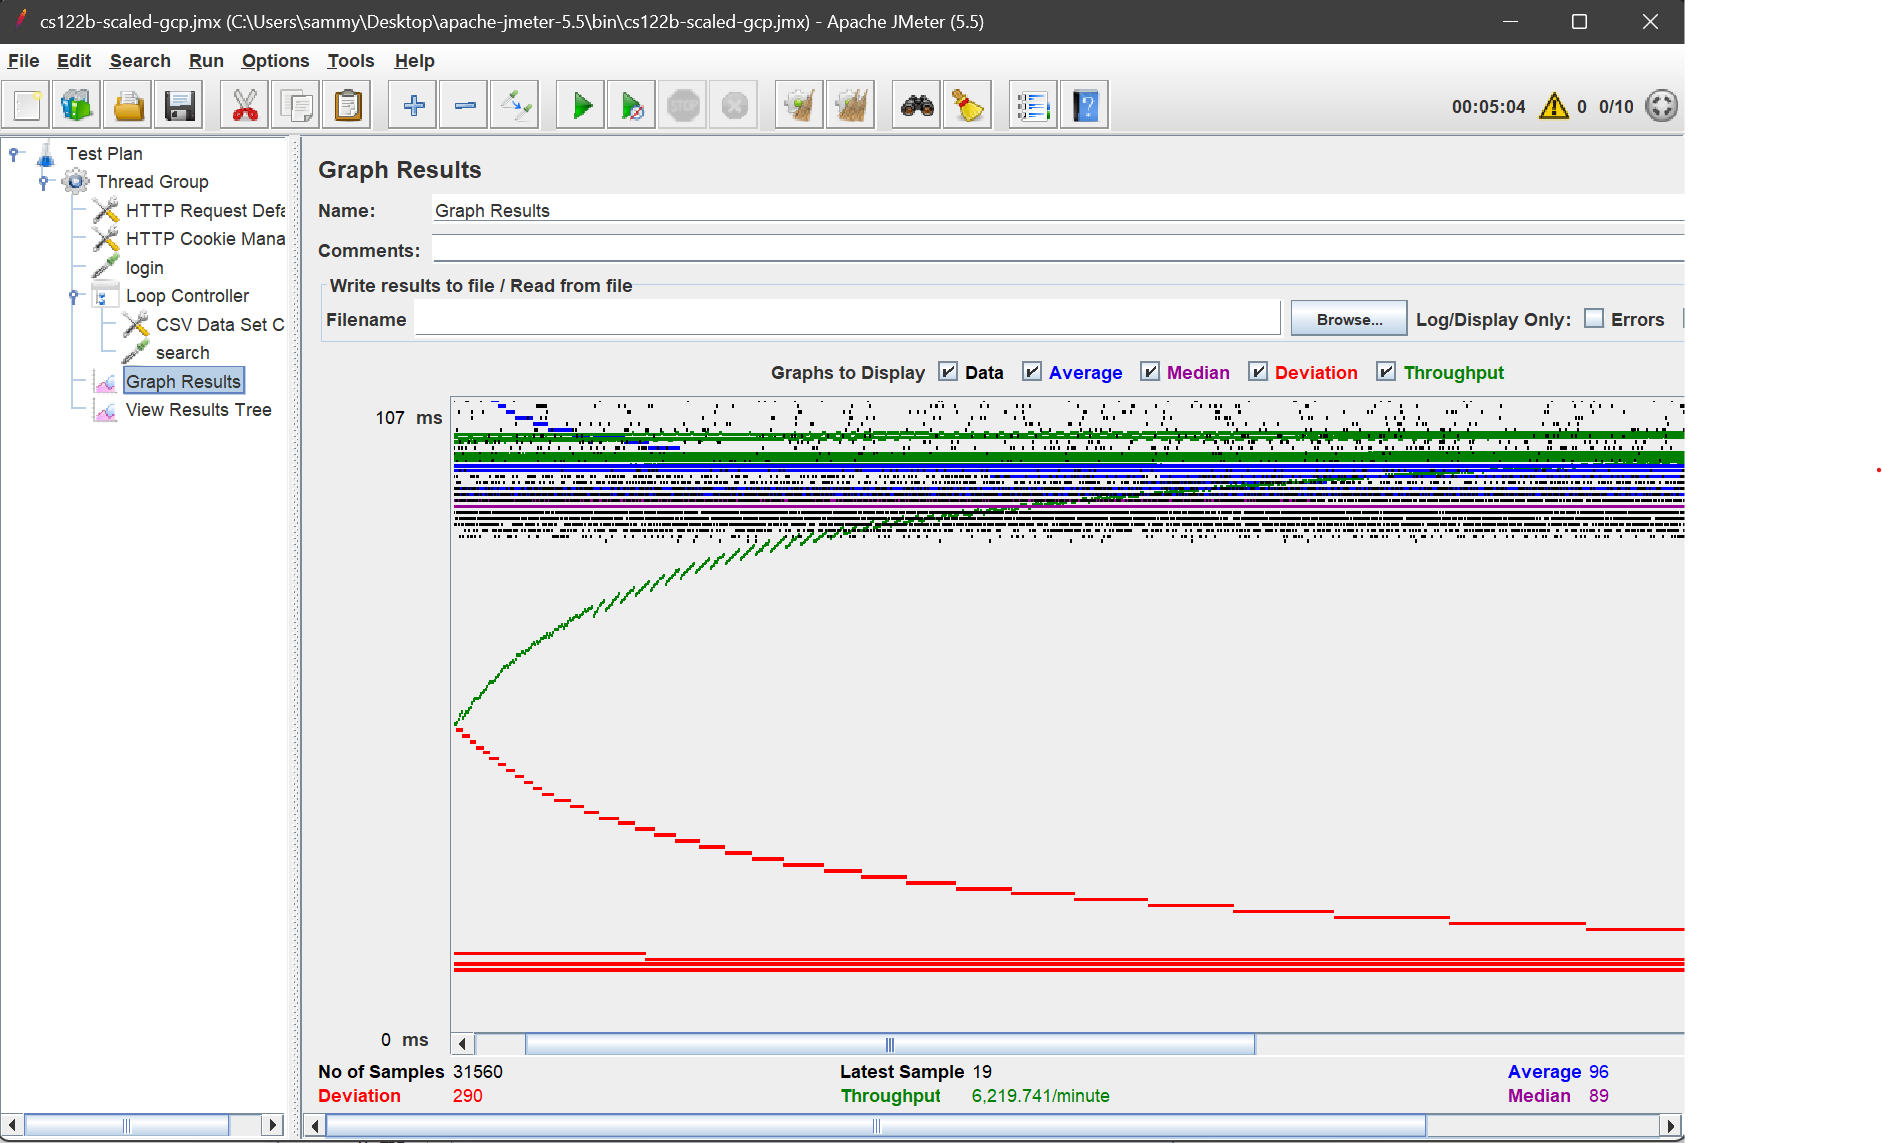 cs122b-scaled-gcp.jmx (C:\Users\sammy\Desktop\apache-jmeter-5.5\bin\cs122b-scaled-gcp.jmx) - Apache JMeter (5.5)
File Edit Search Run Options Tools Help
STOP
00:05:04 0 0/10
Test Plan
Thread Group
HTTP Request Defa
HTTP Cookie Mana
login
Loop Controller
CSV Data Set C
search
Graph Results
View Results Tree
Graph Results
Name: Graph Results
Comments:
Write results to file / Read from file
Filename Browse... Log/Display Only: Errors
Graphs to Display Data Average Median Deviation Throughput
107 ms
0 ms
No of Samples 31560 Latest Sample 19 Average 96
Deviation 290 Throughput 6,219.741/minute Median 89